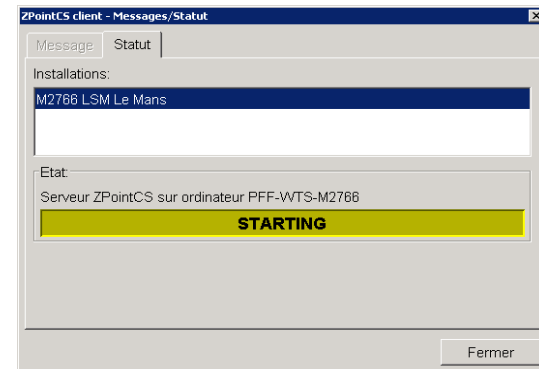 ZPointCS client - Messages/Statut
Message Statut
Installations:
M2766 LSM Le Mans
Etat:
Serveur ZPointCS sur ordinateur PFF-WTS-M2766
STARTING
Fermer